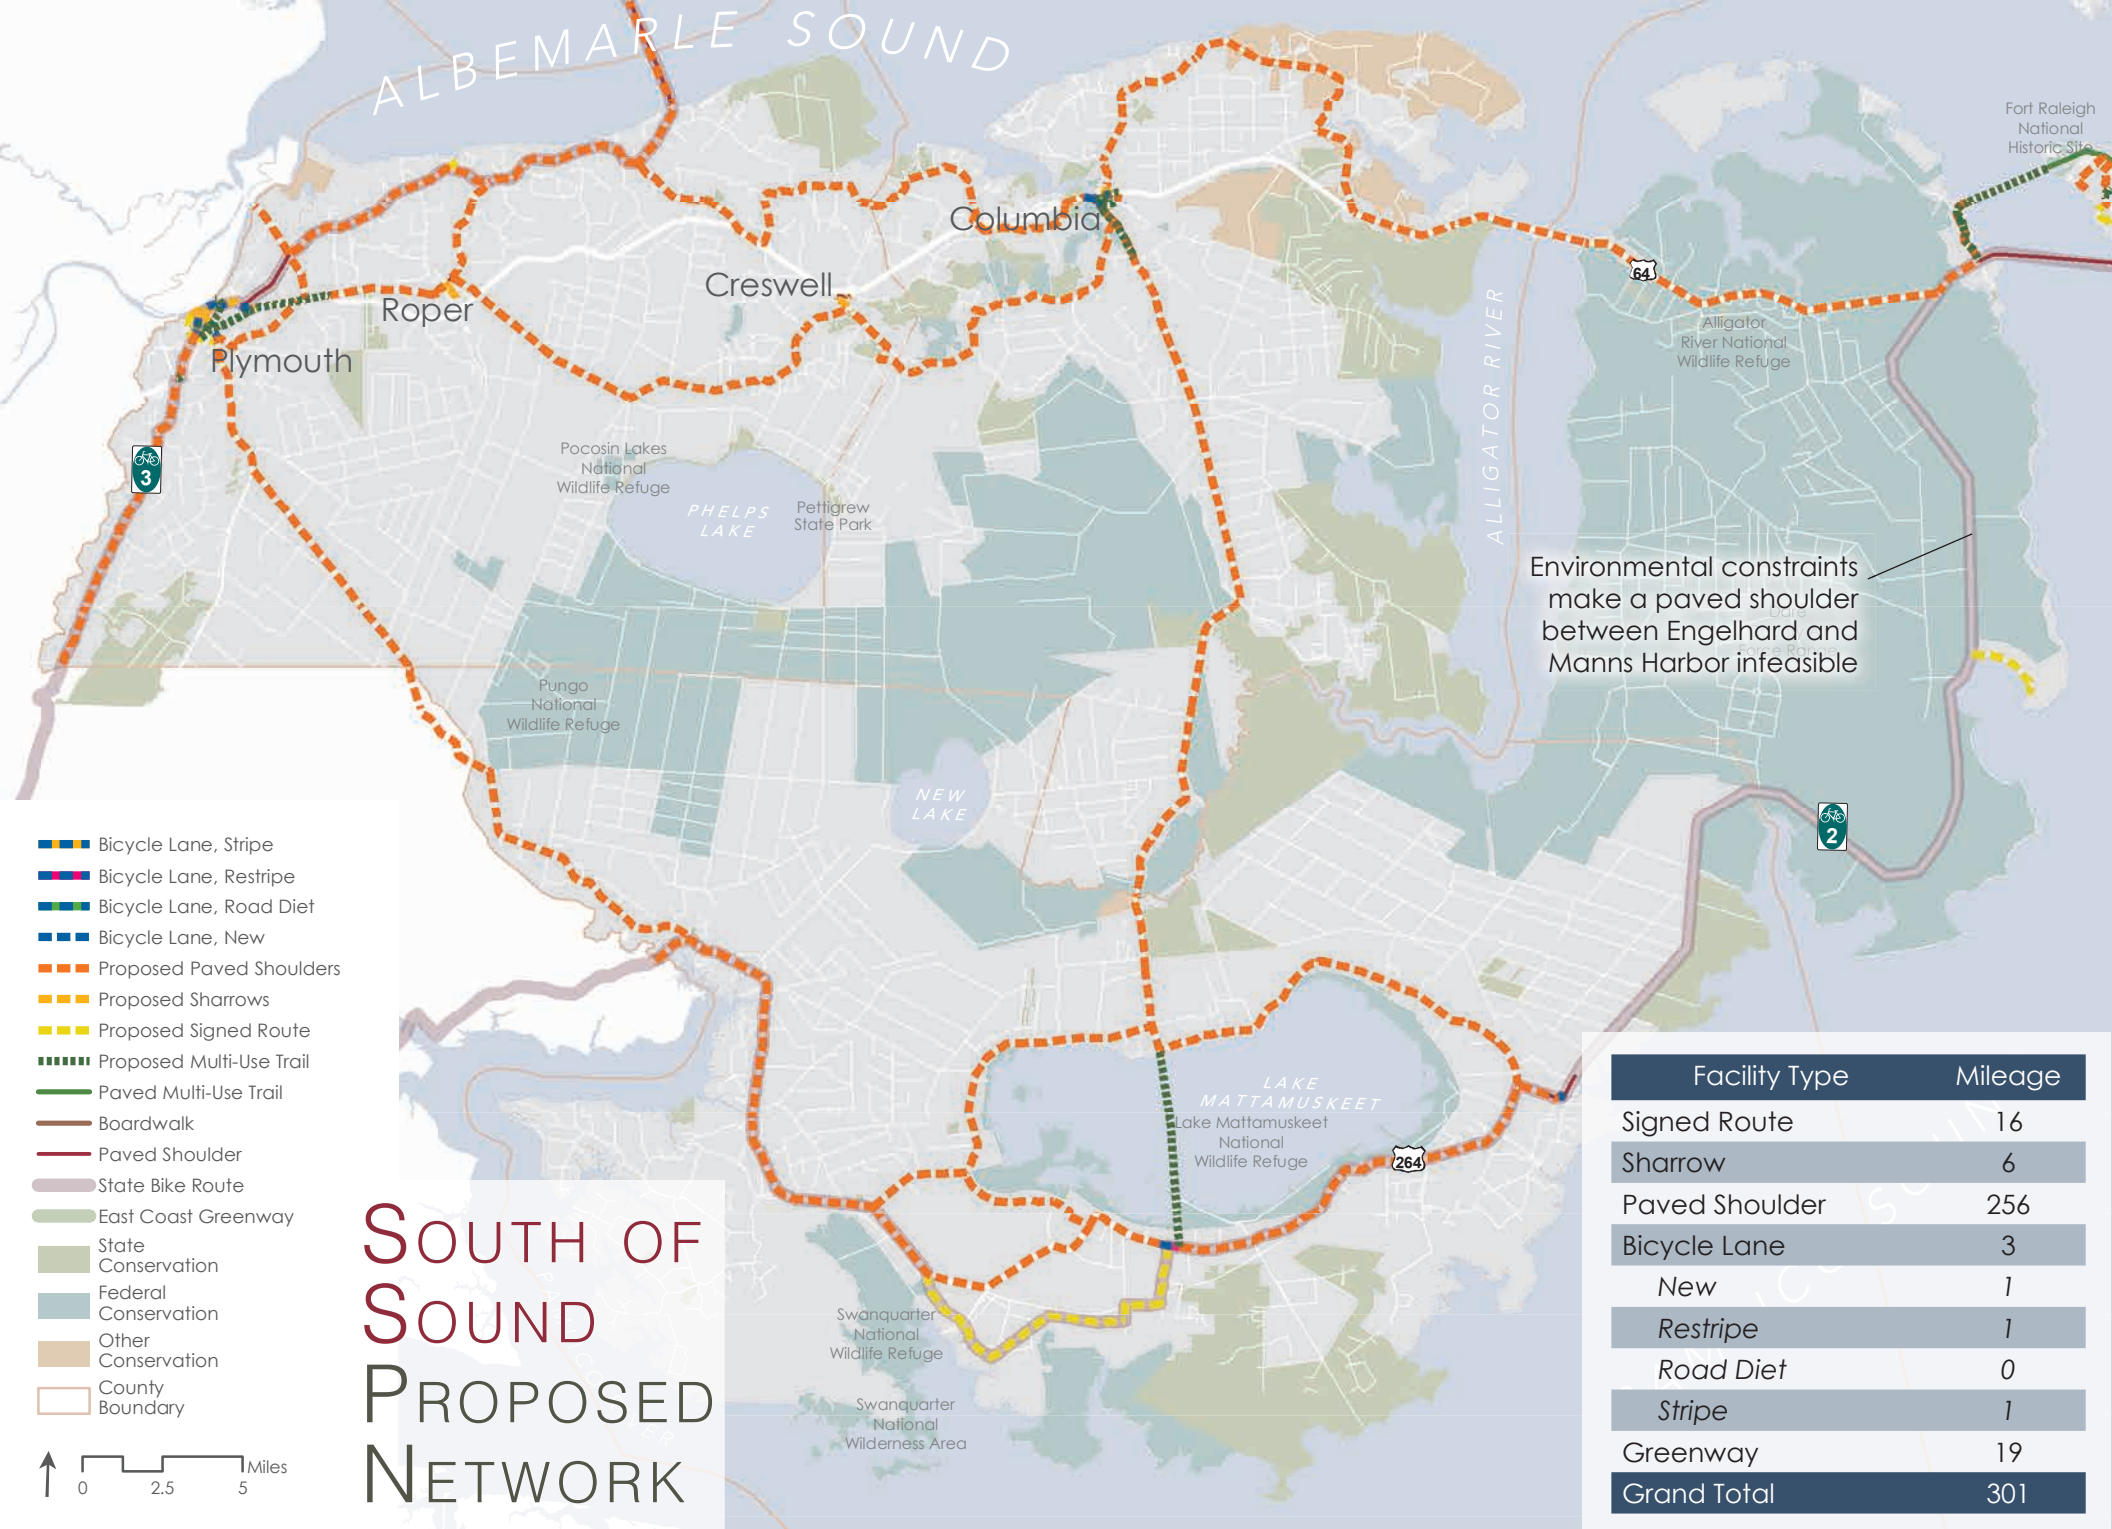 ALBEMARLE SOUND
Fort Raleigh
National
Historic Site
Columbia
64
Creswell
Roper
ALLIGATOR RIVER
Alligator
River National
Wildlife Refuge
Plymouth
3
Pocosin Lakes
National
Wildlife Refuge
PHELPS
LAKE
Pettigrew
State Park
Environmental constraints
make a paved shoulder
between Engelhard and
Manns Harbor infeasible
Pungo
National
Wildlife Refuge
NEW
LAKE
2
Bicycle Lane, Stripe
Bicycle Lane, Restripe
Bicycle Lane, Road Diet
Bicycle Lane, New
Proposed Paved Shoulders
Proposed Sharrows
Proposed Signed Route
Proposed Multi-Use Trail
Paved Multi-Use Trail
Boardwalk
Paved Shoulder
State Bike Route
East Coast Greenway
State
Conservation
Federal
Conservation
Other
Conservation
County
Boundary
Miles
0 2.5 5
LAKE
MATTAMUSKEET
Lake Mattamuskeet
National
Wildlife Refuge
264
Swanquarter
National
Wildlife Refuge
Swanquarter
National
Wilderness Area
SOUTH OF
SOUND
PROPOSED
NETWORK
Facility Type Mileage
Signed Route 16
Sharrow 6
Paved Shoulder 256
Bicycle Lane 3
New 1
Restripe 1
Road Diet 0
Stripe 1
Greenway 19
Grand Total 301